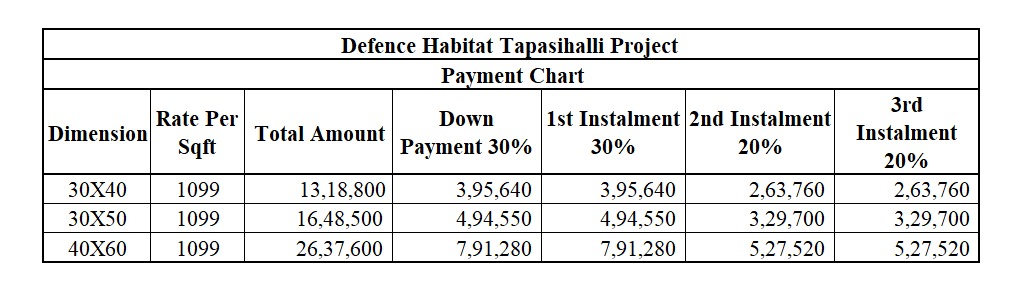 Defence Habitat Tapasihalli Project
Payment Chart
Dimension Rate Per Sqft Total Amount Down Payment 30% 1st Instalment 30% 2nd Instalment 20% 3rd Instalment 20%
30X40 1099 13,18,800 3,95,640 3,95,640 2,63,760 2,63,760
30X50 1099 16,48,500 4,94,550 4,94,550 3,29,700 3,29,700
40X60 1099 26,37,600 7,91,280 7,91,280 5,27,520 5,27,520